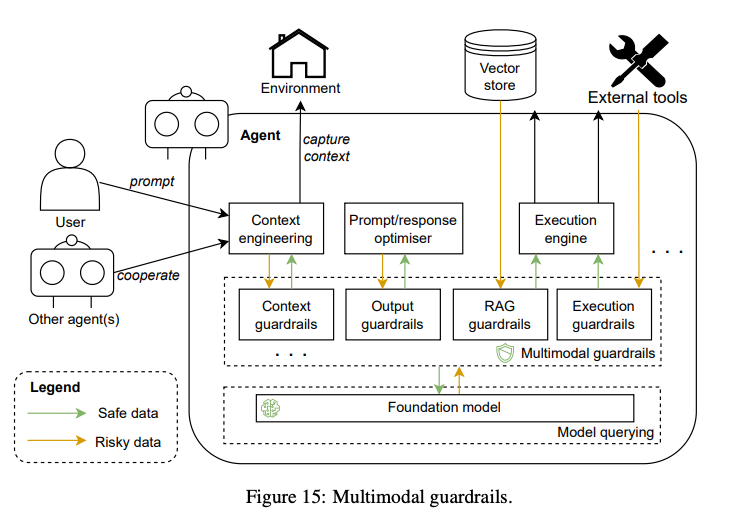 Environment
Vector
store
External tools
Agent
capture
context
prompt
User
Context
engineering
Prompt/response
optimiser
Execution
engine
. . .
cooperate
Other agent(s)
Context
guardrails
Output
guardrails
RAG
guardrails
Execution
guardrails
. . .
Multimodal guardrails
Legend
Safe data
Risky data
Foundation model
Model querying
Figure 15: Multimodal guardrails.